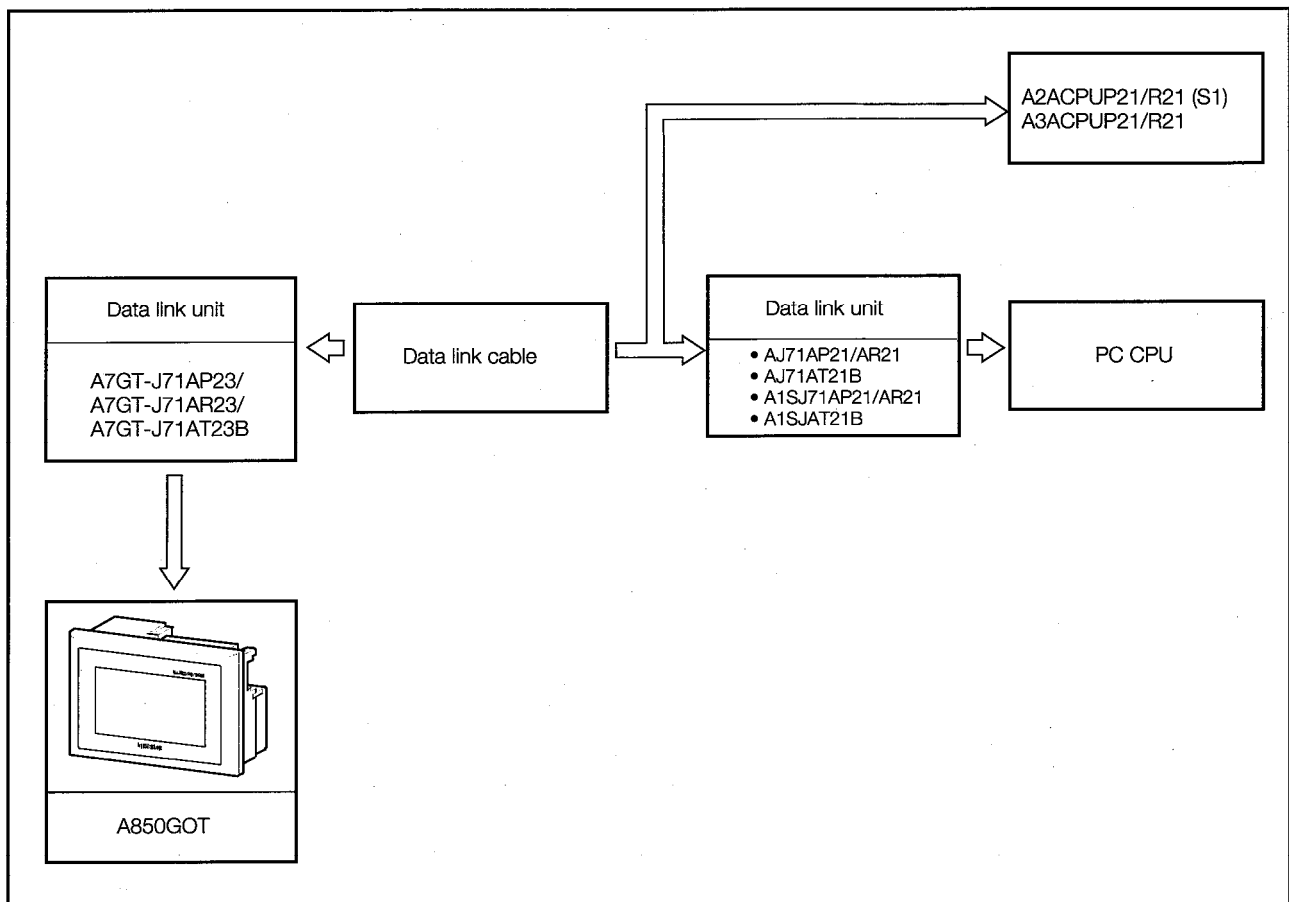 A2ACPUP21/R21 (S1)
A3ACPUP21/R21
Data link unit
A7GT-J71AP23/
A7GT-J71AR23/
A7GT-J71AT23B
Data link cable
Data link unit
• AJ71AP21/AR21
• AJ71AT21B
• A1SJ71AP21/AR21
• A1SJAT21B
PC CPU
A850GOT